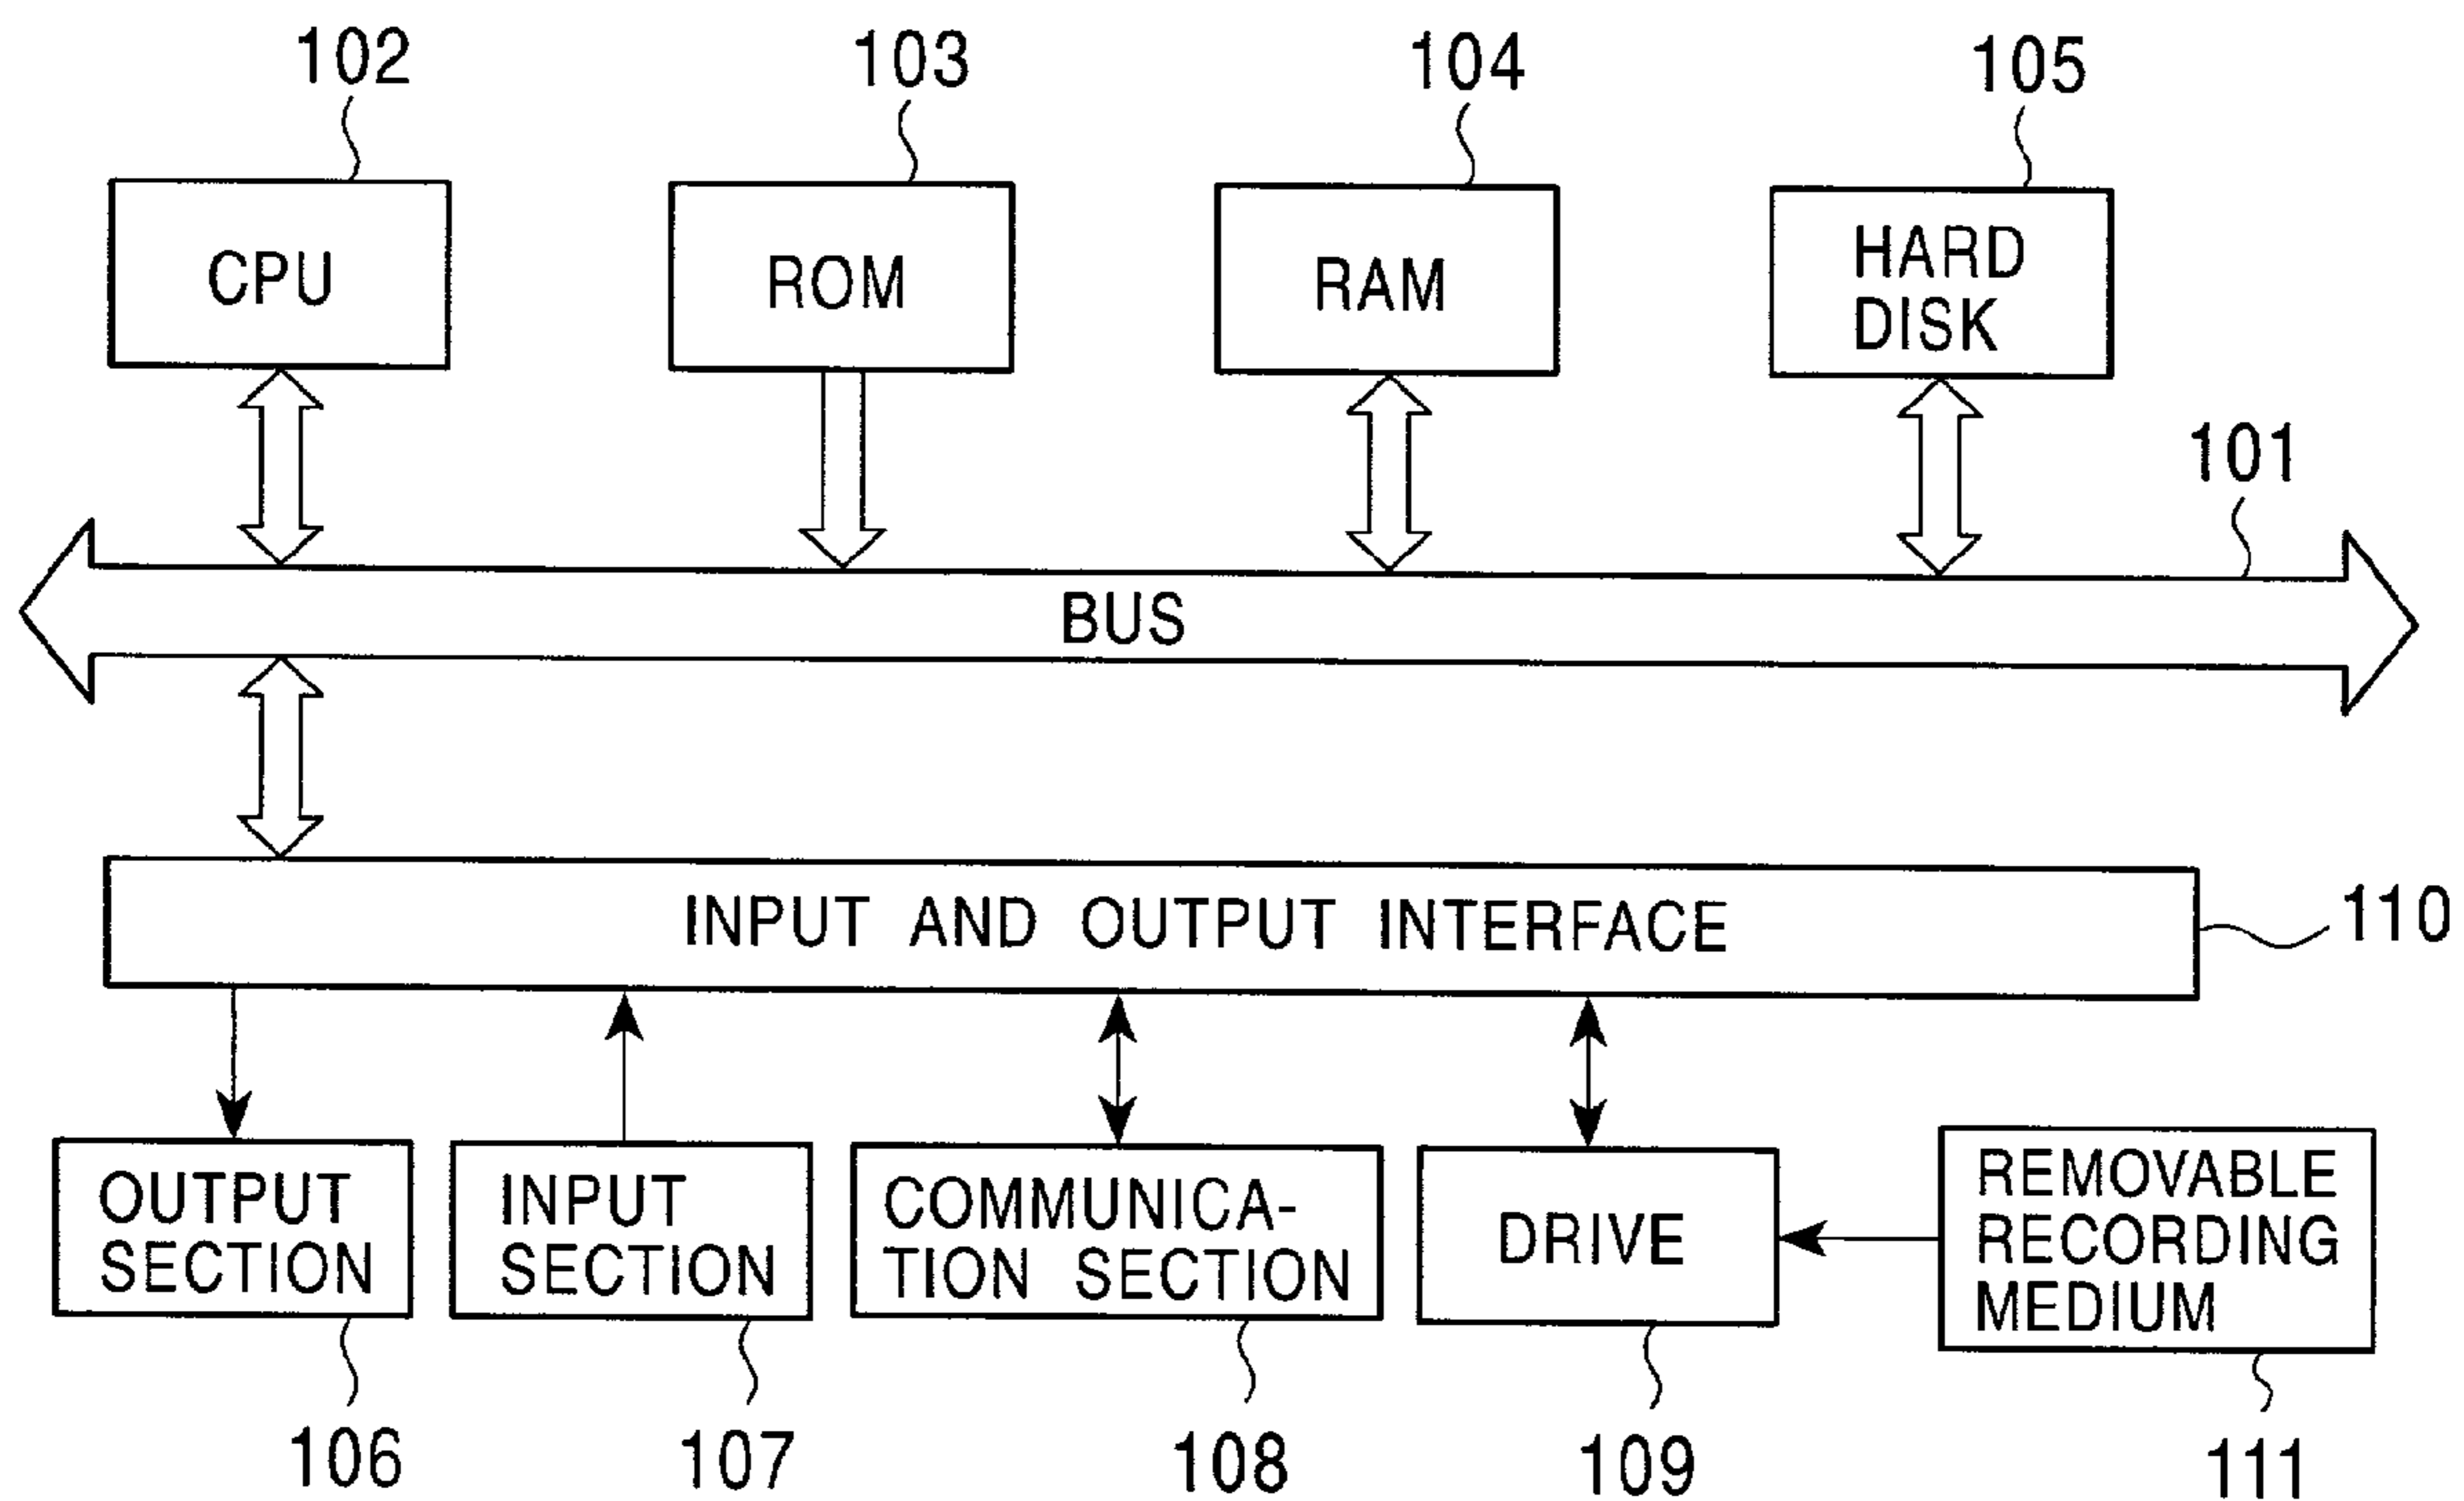 102
103
104
105
CPU
ROM
RAM
HARD
DISK
101
BUS
INPUT AND OUTPUT INTERFACE
110
OUTPUT
SECTION
INPUT
SECTION
COMMUNICA-
TION SECTION
DRIVE
REMOVABLE
RECORDING
MEDIUM
106
107
108
109
111